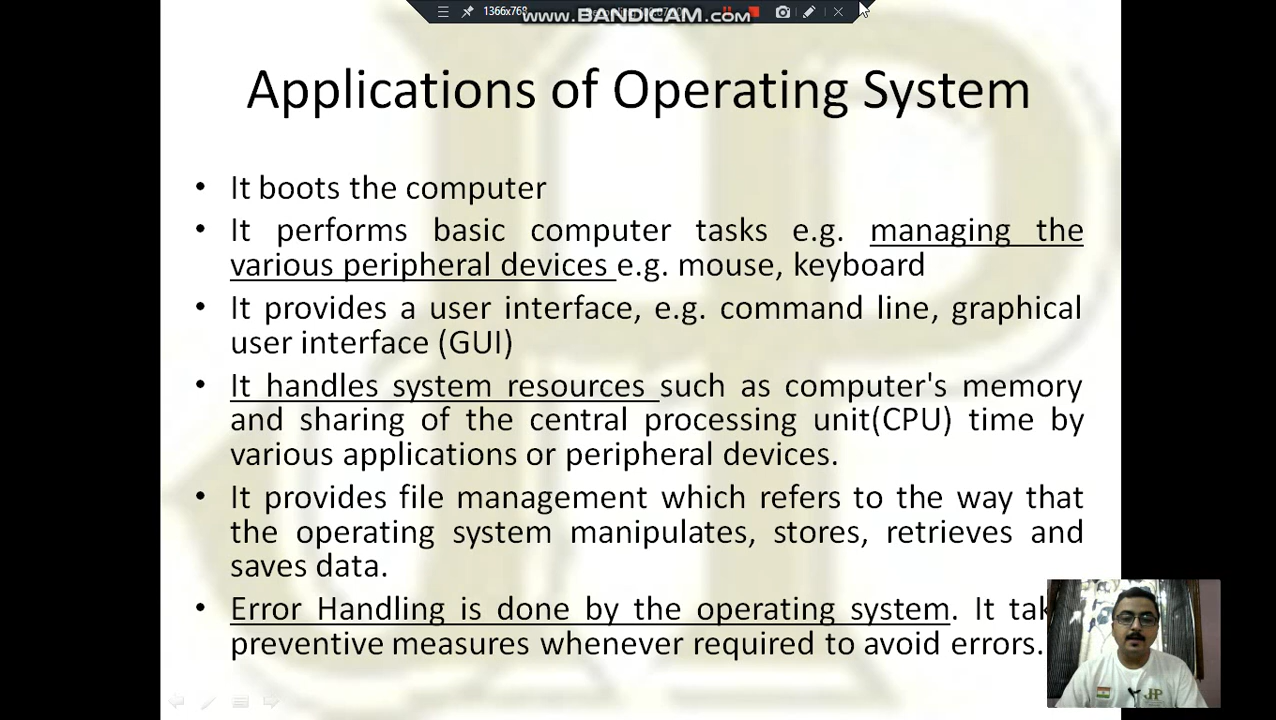 1366x768
www.BANDICAM.com
Applications of Operating System
• It boots the computer
• It performs basic computer tasks e.g. managing the
various peripheral devices e.g. mouse, keyboard
• It provides a user interface, e.g. command line, graphical
user interface (GUI)
• It handles system resources such as computer's memory
and sharing of the central processing unit(CPU) time by
various applications or peripheral devices.
• It provides file management which refers to the way that
the operating system manipulates, stores, retrieves and
saves data.
• Error Handling is done by the operating system. It
preventive measures whenever required to avoid errors.